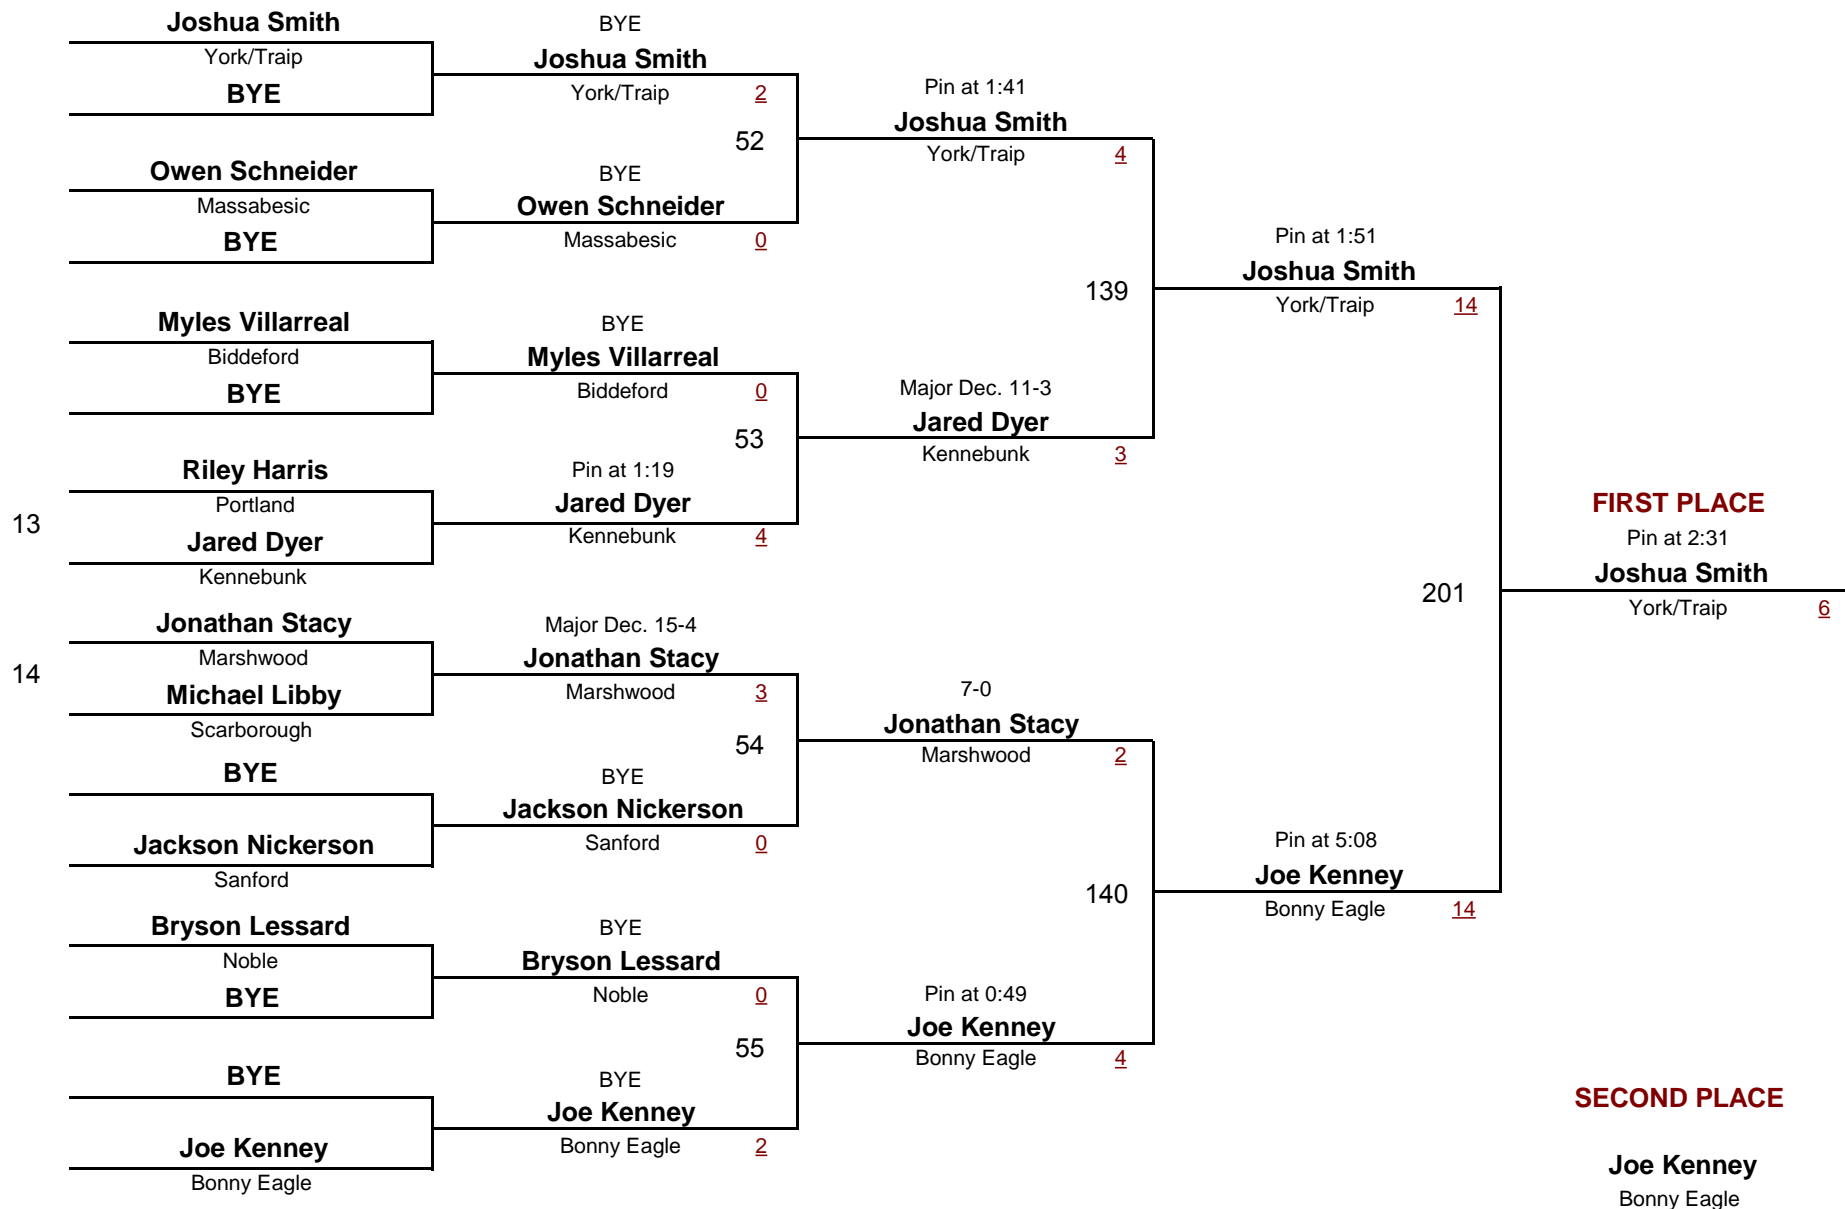 Joshua Smith
York/Traip
BYE
Owen Schneider
Massabesic
BYE
Myles Villarreal
Biddeford
BYE
13
Riley Harris
Portland
Jared Dyer
Kennebunk
14
Jonathan Stacy
Marshwood
Michael Libby
Scarborough
BYE
Jackson Nickerson
Sanford
Bryson Lessard
Noble
BYE
BYE
Joe Kenney
Bonny Eagle
BYE
Joshua Smith
York/Traip 2
52
BYE
Owen Schneider
Massabesic 0
BYE
Myles Villarreal
Biddeford 0
53
Pin at 1:19
Jared Dyer
Kennebunk 4
Major Dec. 15-4
Jonathan Stacy
Marshwood 3
54
BYE
Jackson Nickerson
Sanford 0
BYE
Bryson Lessard
Noble 0
55
BYE
Joe Kenney
Bonny Eagle 2
Pin at 1:41
Joshua Smith
York/Traip 4
139
Major Dec. 11-3
Jared Dyer
Kennebunk 3
7-0
Jonathan Stacy
Marshwood 2
140
Pin at 0:49
Joe Kenney
Bonny Eagle 4
Pin at 1:51
Joshua Smith
York/Traip 14
201
Pin at 5:08
Joe Kenney
Bonny Eagle 14
FIRST PLACE
Pin at 2:31
Joshua Smith
York/Traip 6
SECOND PLACE
Joe Kenney
Bonny Eagle